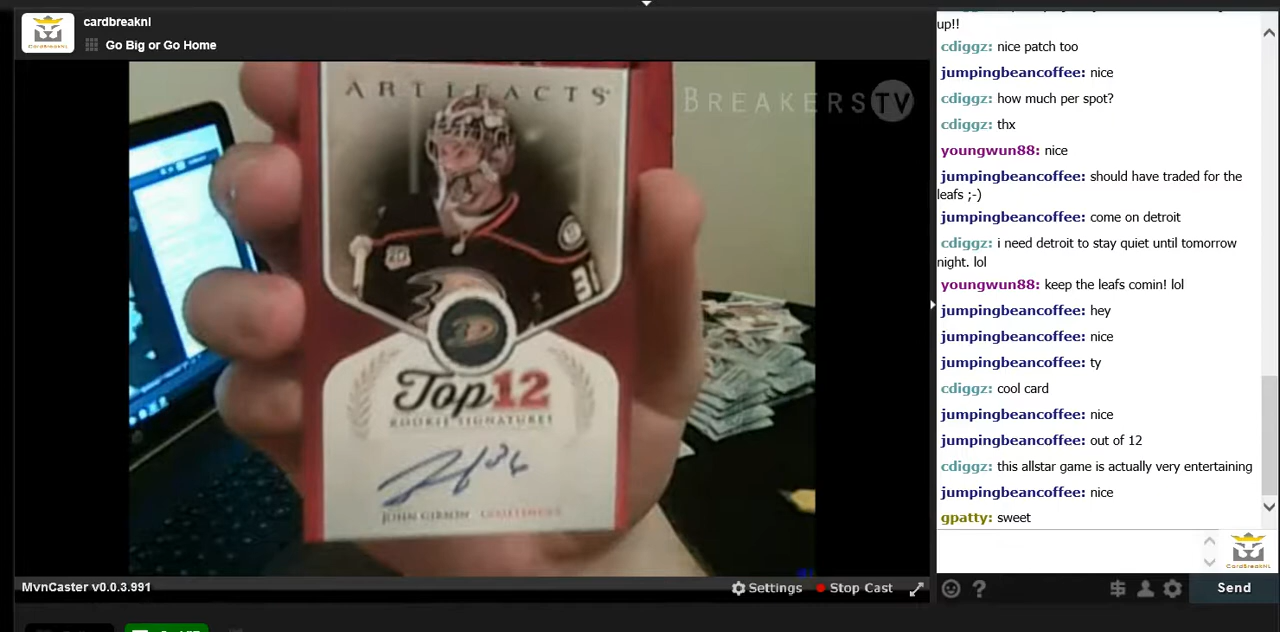 cardbreaknl
Go Big or Go Home
ARTIFACTS
BREAKERSTV
Top12
ROOKIE SIGNATURES
36
JOHN GIBSON GOALTENDER
MvnCaster v0.0.3.991
Settings
Stop Cast
up!!
cdiggz: nice patch too
jumpingbeancoffee: nice
cdiggz: how much per spot?
cdiggz: thx
youngwun88: nice
jumpingbeancoffee: should have traded for the
leafs ;-)
jumpingbeancoffee: come on detroit
cdiggz: i need detroit to stay quiet until tomorrow
night. lol
youngwun88: keep the leafs comin! lol
jumpingbeancoffee: hey
jumpingbeancoffee: nice
jumpingbeancoffee: ty
cdiggz: cool card
jumpingbeancoffee: nice
jumpingbeancoffee: out of 12
cdiggz: this allstar game is actually very entertaining
jumpingbeancoffee: nice
gpatty: sweet
CardBreakNL
Send